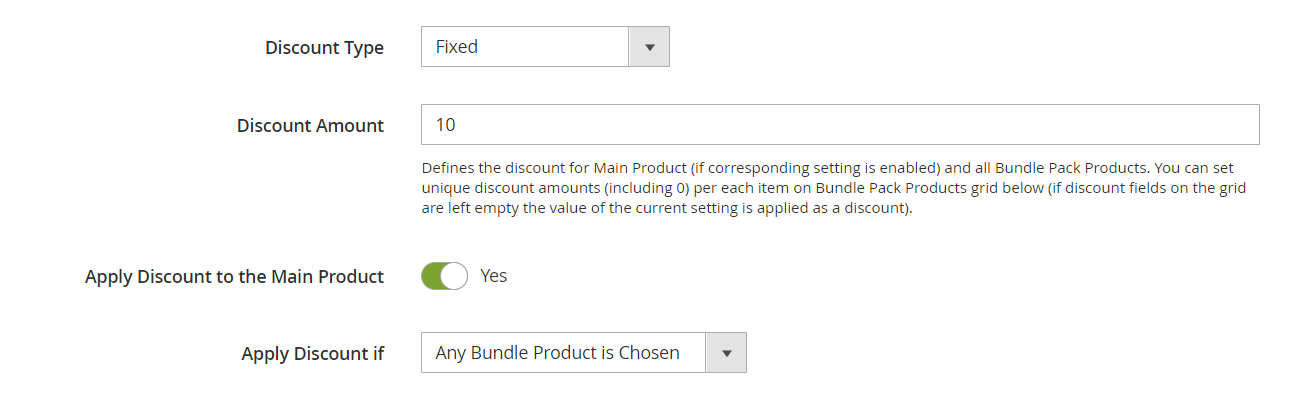 Discount Type Fixed
Discount Amount 10
Defines the discount for Main Product (if corresponding setting is enabled) and all Bundle Pack Products. You can set
unique discount amounts (including 0) per each item on Bundle Pack Products grid below (if discount fields on the grid
are left empty the value of the current setting is applied as a discount).
Apply Discount to the Main Product Yes
Apply Discount if Any Bundle Product is Chosen